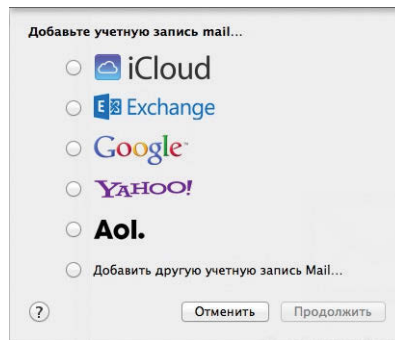 Добавьте учетную запись mail...
iCloud
E Exchange
Google
YAHOO!
Aol.
Добавить другую учетную запись Mail...
? Отменить Продолжить